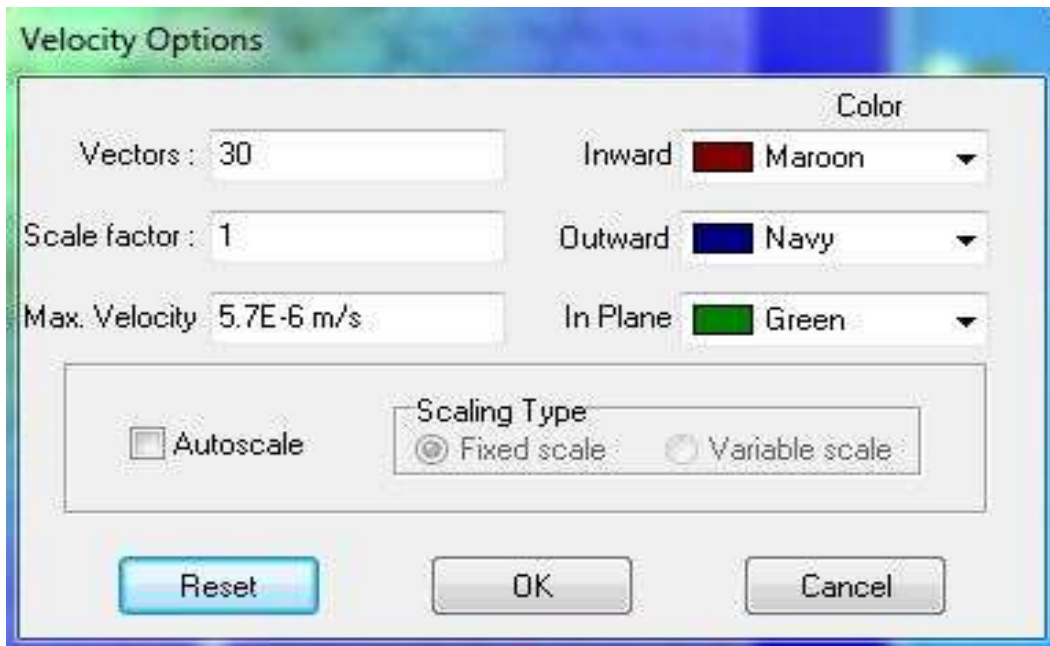 Velocity Options
Color
Vectors : 30 Inward Maroon
Scale factor : 1 Outward Navy
Max. Velocity 5.7E-6 m/s In Plane Green
Scaling Type
Autoscale Fixed scale Variable scale
Reset OK Cancel